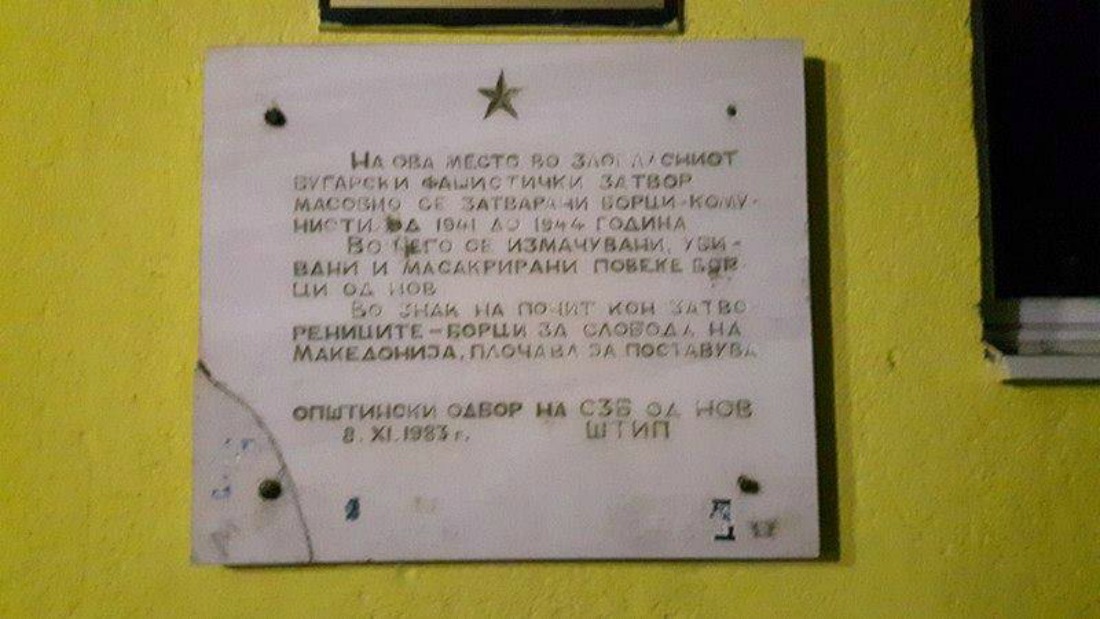 На ова место во злогласниот
бугарски фашистички затвор
масовно се затварани борци-кому-
нисти, од 1941 до 1944 година
Во него се измачувани, уби-
вани и масакрирани повеќе бор-
ци од НОВ
Во знак на почит кон затво
рениците-борци за слобода на
Македонија, плочава ја поставува
ОПШТИНСКИ ОДБОР НА СЗБ ОД НОВ
8. XI. 1983 г. ШТИП